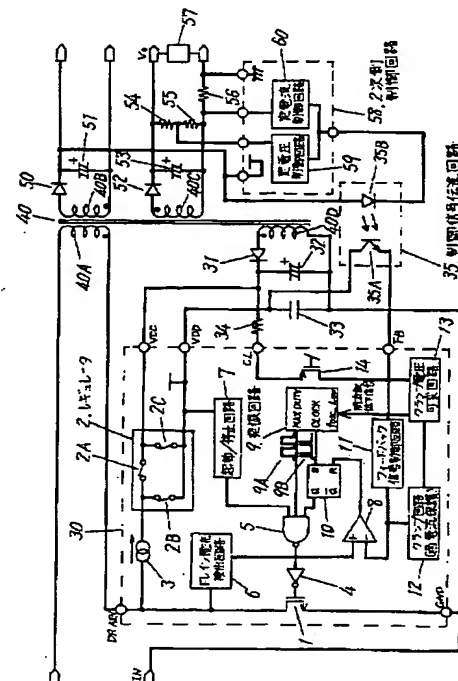 40
50
51
57
Vo
54
55
56
60
定電流
制御回路
58, 2次側
制御回路
定電圧
制御回路
59
52
53
40A
40B
40C
40D
31
32
33
34
35A
35B
35 制御信号伝達回路
VCC
VDD
CL
FB
2, レギュレータ
2A
2B
2C
7
起動/停止回路
9, 発振回路
MAX DUTY
CLOCK
9A
9B
14
13
クランプ電圧
可変回路
11
フィードバック
信号制御回路
10
8
5
ドレイン電流
検出回路
6
4
1
3
30
DRAIN
IN
GND
12
クランプ回路
(過電流保護)